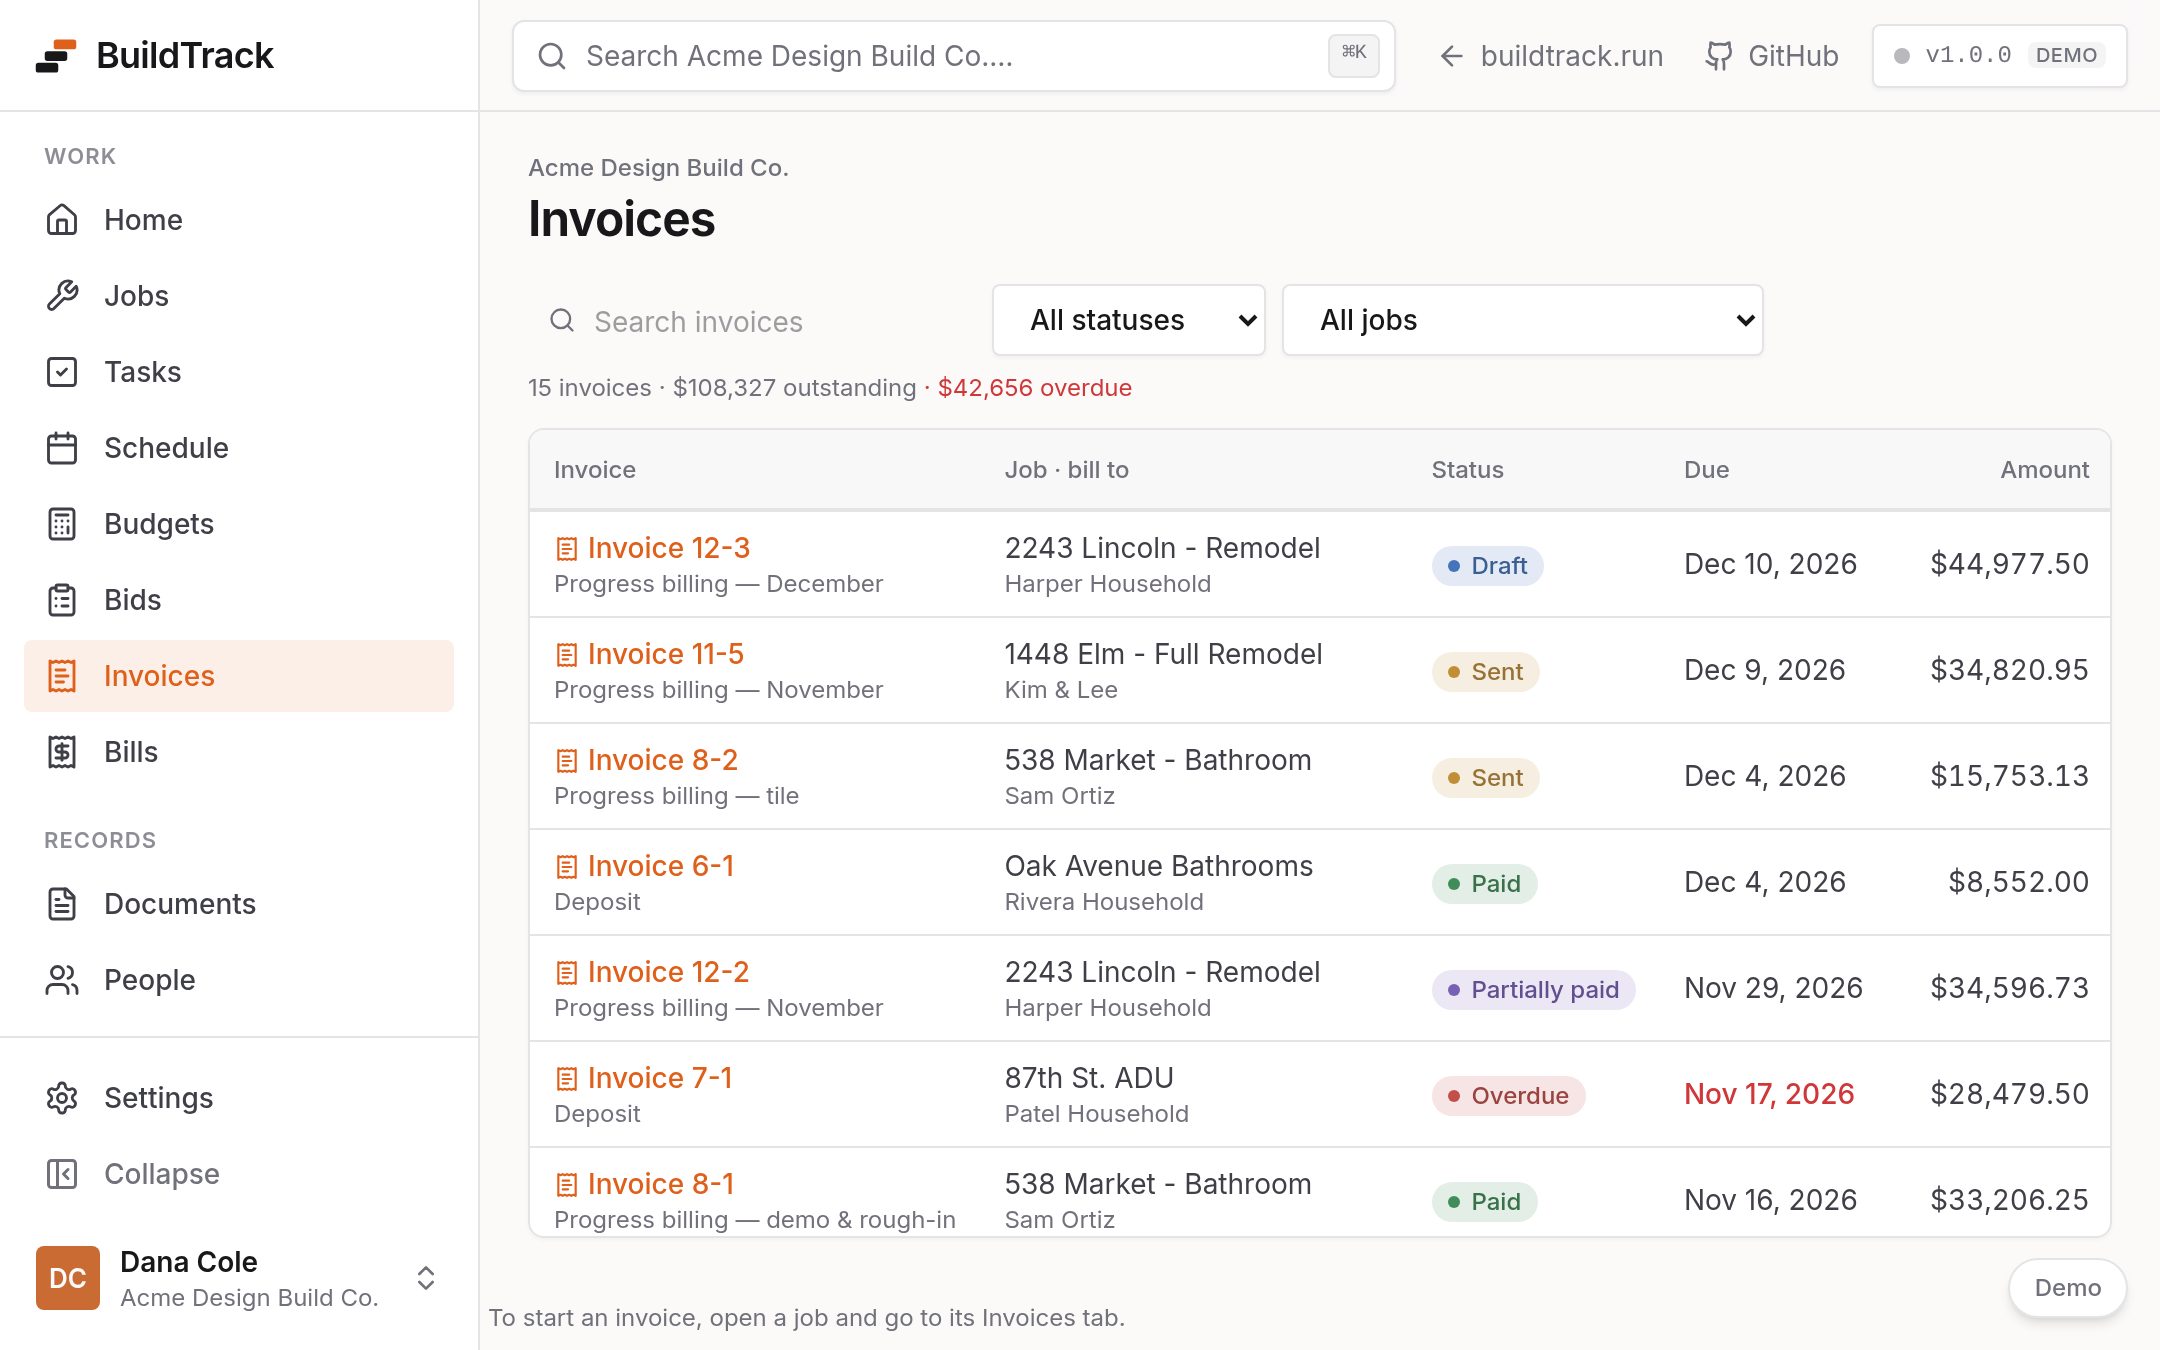 BuildTrack
Search Acme Design Build Co....
⌘K
buildtrack.run
GitHub
v1.0.0 DEMO
WORK
Home
Jobs
Tasks
Schedule
Budgets
Bids
Invoices
Bills
RECORDS
Documents
People
Settings
Collapse
DC
Dana Cole
Acme Design Build Co.
Acme Design Build Co.
Invoices
Search invoices
All statuses
All jobs
15 invoices · $108,327 outstanding · $42,656 overdue
Invoice Job · bill to Status Due Amount
Invoice 12-3 2243 Lincoln - Remodel Draft Dec 10, 2026 $44,977.50
Progress billing — December Harper Household
Invoice 11-5 1448 Elm - Full Remodel Sent Dec 9, 2026 $34,820.95
Progress billing — November Kim & Lee
Invoice 8-2 538 Market - Bathroom Sent Dec 4, 2026 $15,753.13
Progress billing — tile Sam Ortiz
Invoice 6-1 Oak Avenue Bathrooms Paid Dec 4, 2026 $8,552.00
Deposit Rivera Household
Invoice 12-2 2243 Lincoln - Remodel Partially paid Nov 29, 2026 $34,596.73
Progress billing — November Harper Household
Invoice 7-1 87th St. ADU Overdue Nov 17, 2026 $28,479.50
Deposit Patel Household
Invoice 8-1 538 Market - Bathroom Paid Nov 16, 2026 $33,206.25
Progress billing — demo & rough-in Sam Ortiz
Demo
To start an invoice, open a job and go to its Invoices tab.